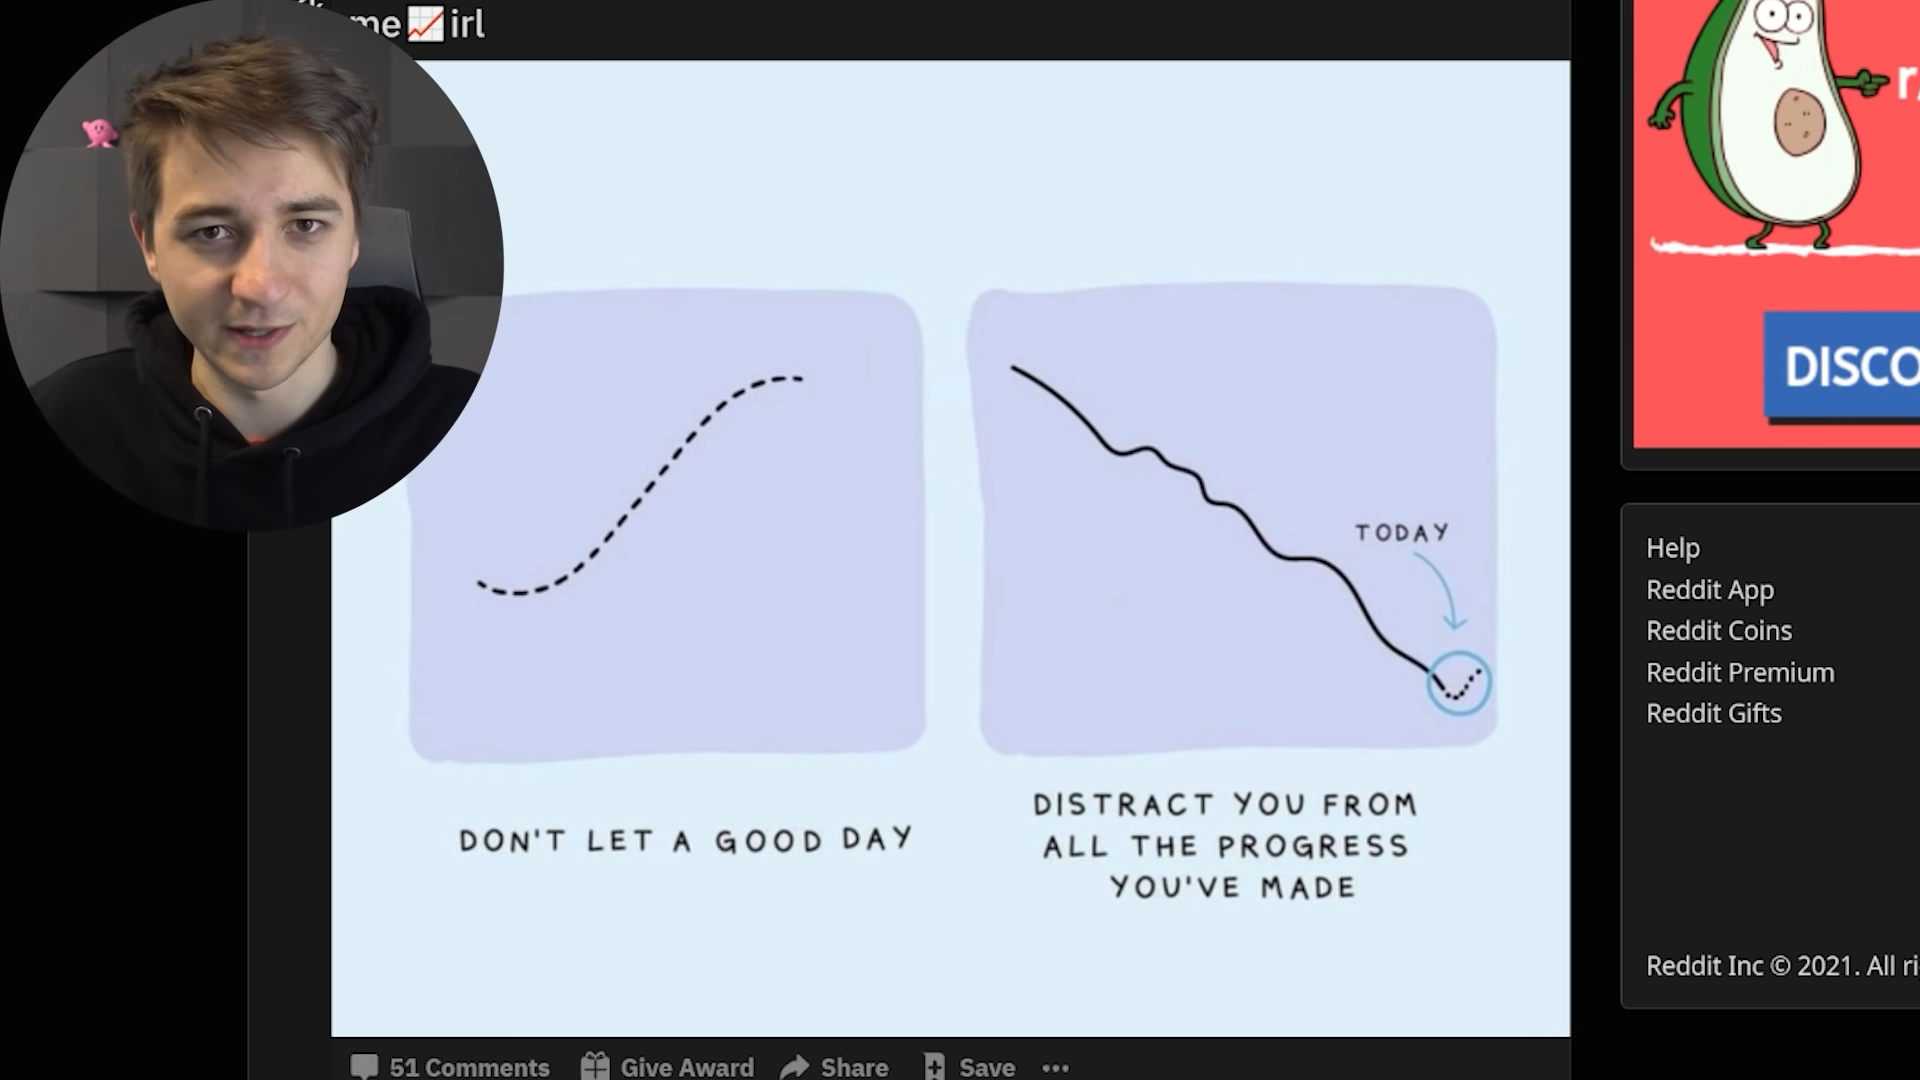 me irl
TODAY
DON'T LET A GOOD DAY
DISTRACT YOU FROM
ALL THE PROGRESS
YOU'VE MADE
51 Comments Give Award Share Save
DISCO
Help
Reddit App
Reddit Coins
Reddit Premium
Reddit Gifts
Reddit Inc © 2021. All ri